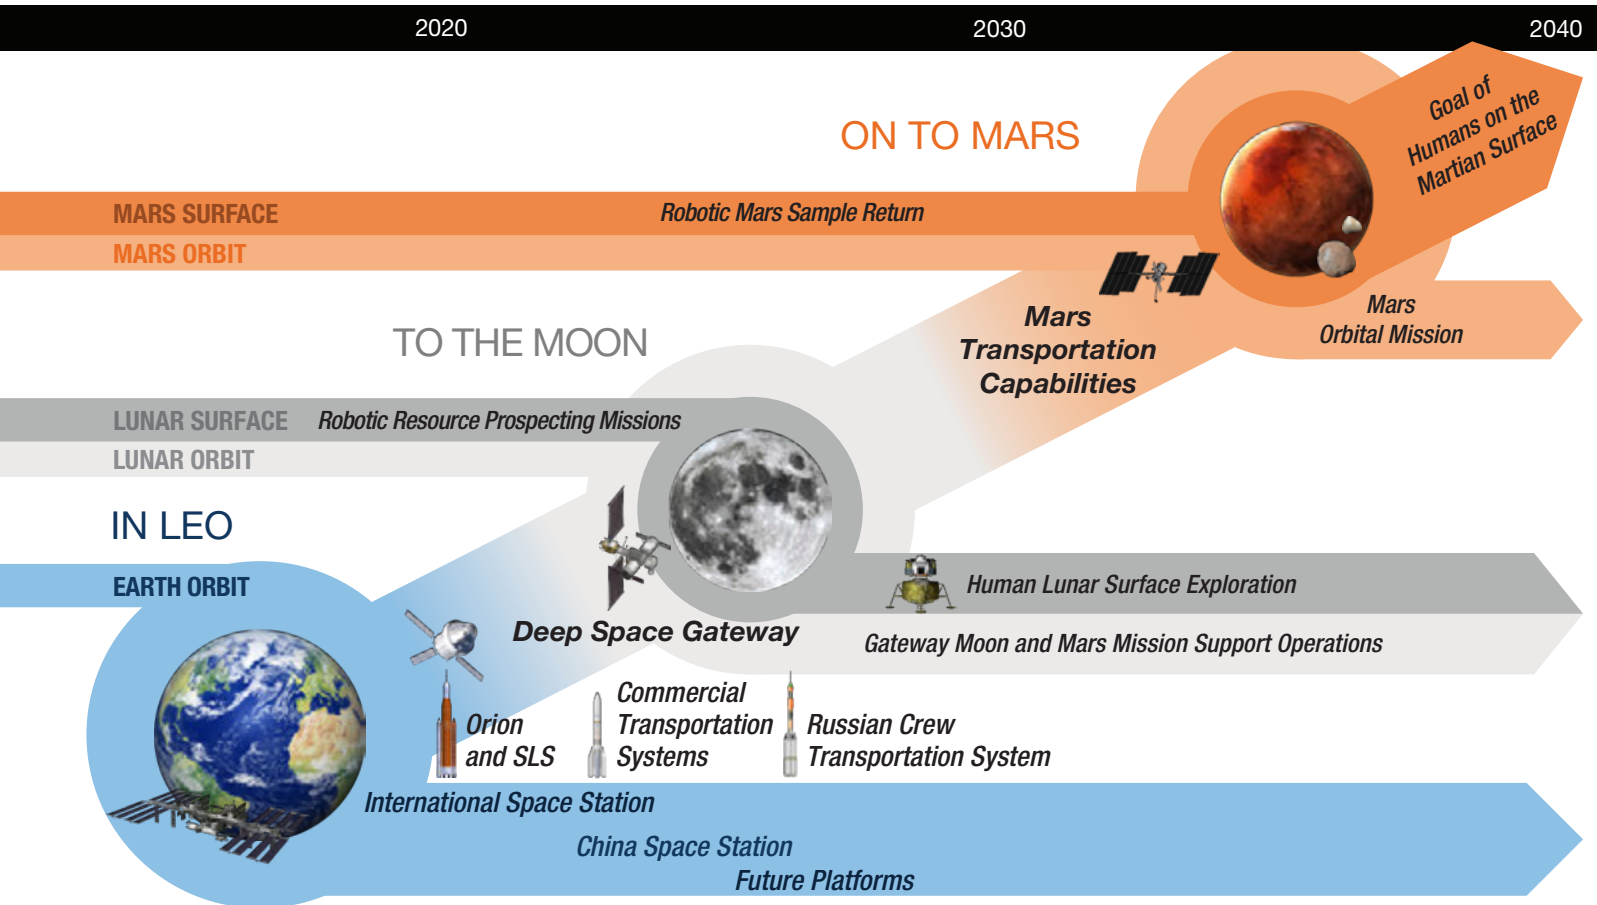 2020 2030 2040
ON TO MARS
Goal of
Humans on the
Martian Surface
MARS SURFACE
Robotic Mars Sample Return
MARS ORBIT
Mars
Transportation
Capabilities
Mars
Orbital Mission
TO THE MOON
LUNAR SURFACE
Robotic Resource Prospecting Missions
LUNAR ORBIT
IN LEO
EARTH ORBIT
Human Lunar Surface Exploration
Deep Space Gateway
Gateway Moon and Mars Mission Support Operations
Orion
and SLS
Commercial
Transportation
Systems
Russian Crew
Transportation System
International Space Station
China Space Station
Future Platforms